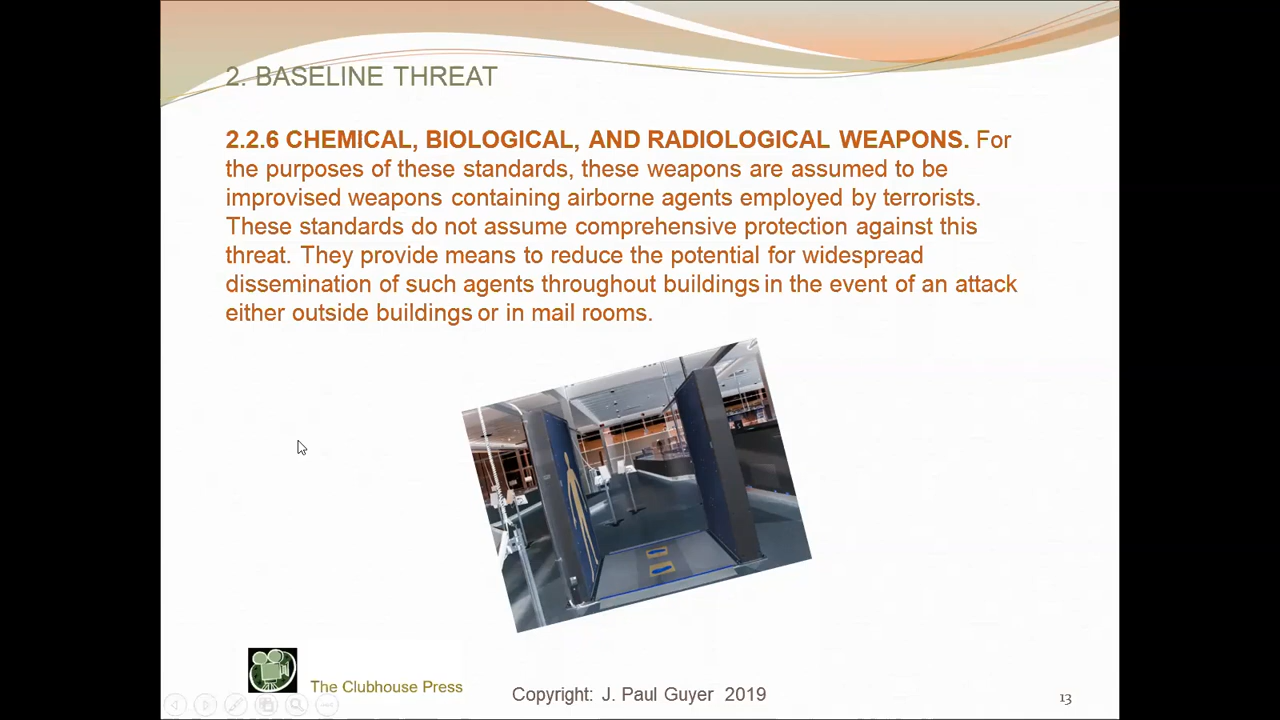 2. BASELINE THREAT
2.2.6 CHEMICAL, BIOLOGICAL, AND RADIOLOGICAL WEAPONS. For
the purposes of these standards, these weapons are assumed to be
improvised weapons containing airborne agents employed by terrorists.
These standards do not assume comprehensive protection against this
threat. They provide means to reduce the potential for widespread
dissemination of such agents throughout buildings in the event of an attack
either outside buildings or in mail rooms.
The Clubhouse Press
Copyright: J. Paul Guyer 2019
13